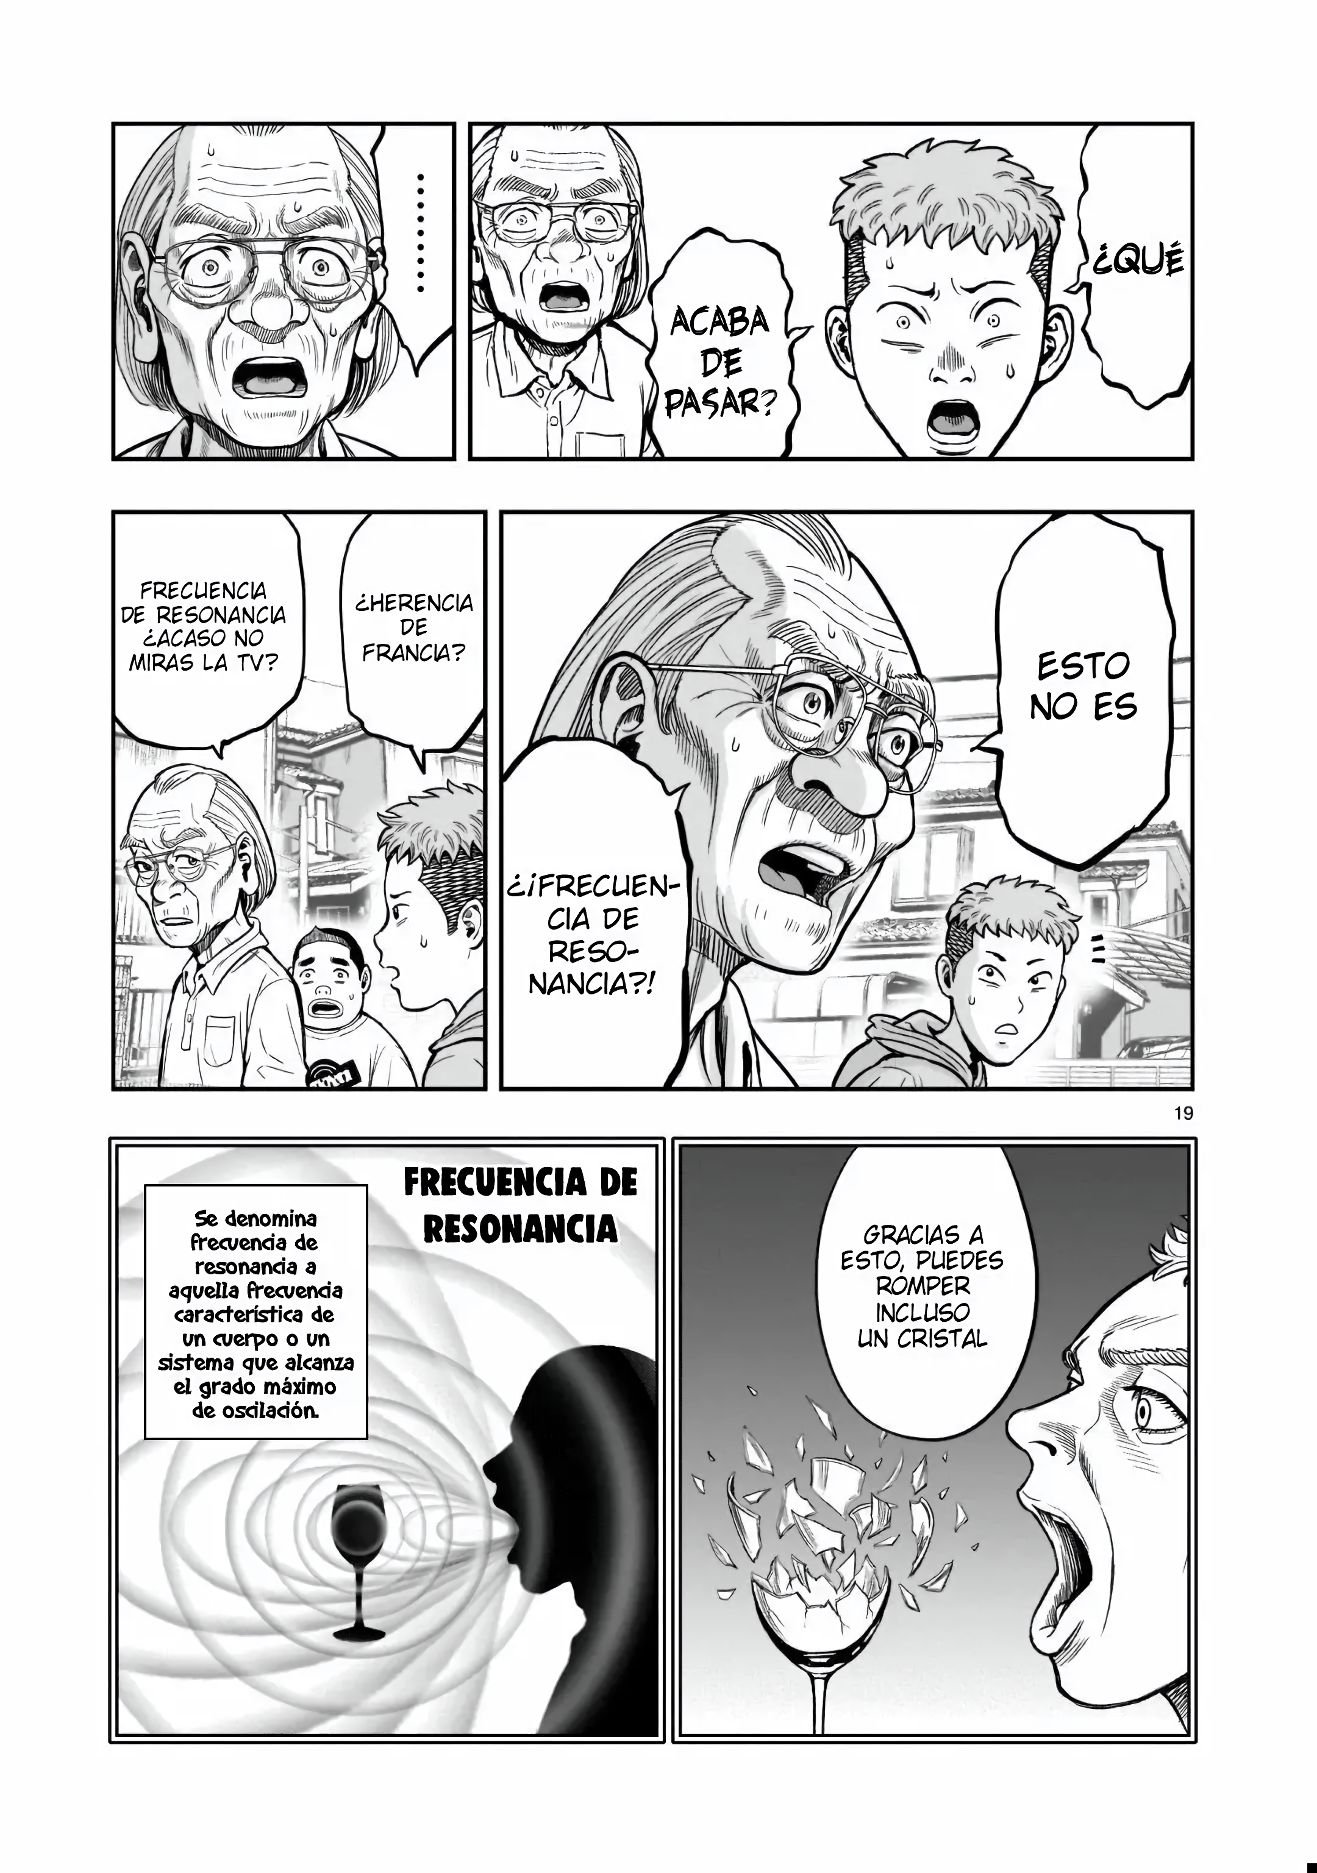 ¿QUÉ
ACABA
DE
PASAR?
........
ESTO
NO ES
¿¡FRECUEN-
CIA DE
RESO-
NANCIA?!
¿HERENCIA
DE
FRANCIA?
FRECUENCIA
DE RESONANCIA
¿ACASO NO
MIRAS LA TV?
19
GRACIAS A
ESTO, PUEDES
ROMPER
INCLUSO
UN CRISTAL
FRECUENCIA DE
RESONANCIA
Se denomina
frecuencia de
resonancia a
aquella frecuencia
característica de
un cuerpo o un
sistema que alcanza
el grado máximo
de oscilación.